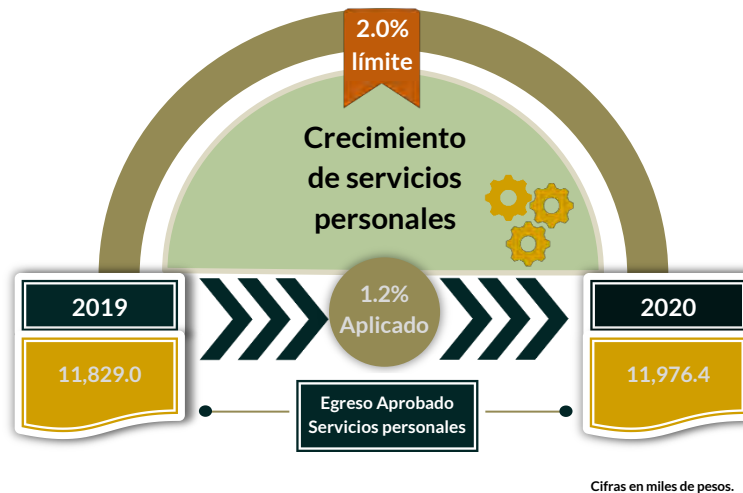 2.0%
límite
Crecimiento
de servicios
personales
2019
1.2%
Aplicado
2020
11,829.0
11,976.4
Egreso Aprobado
Servicios personales
Cifras en miles de pesos.